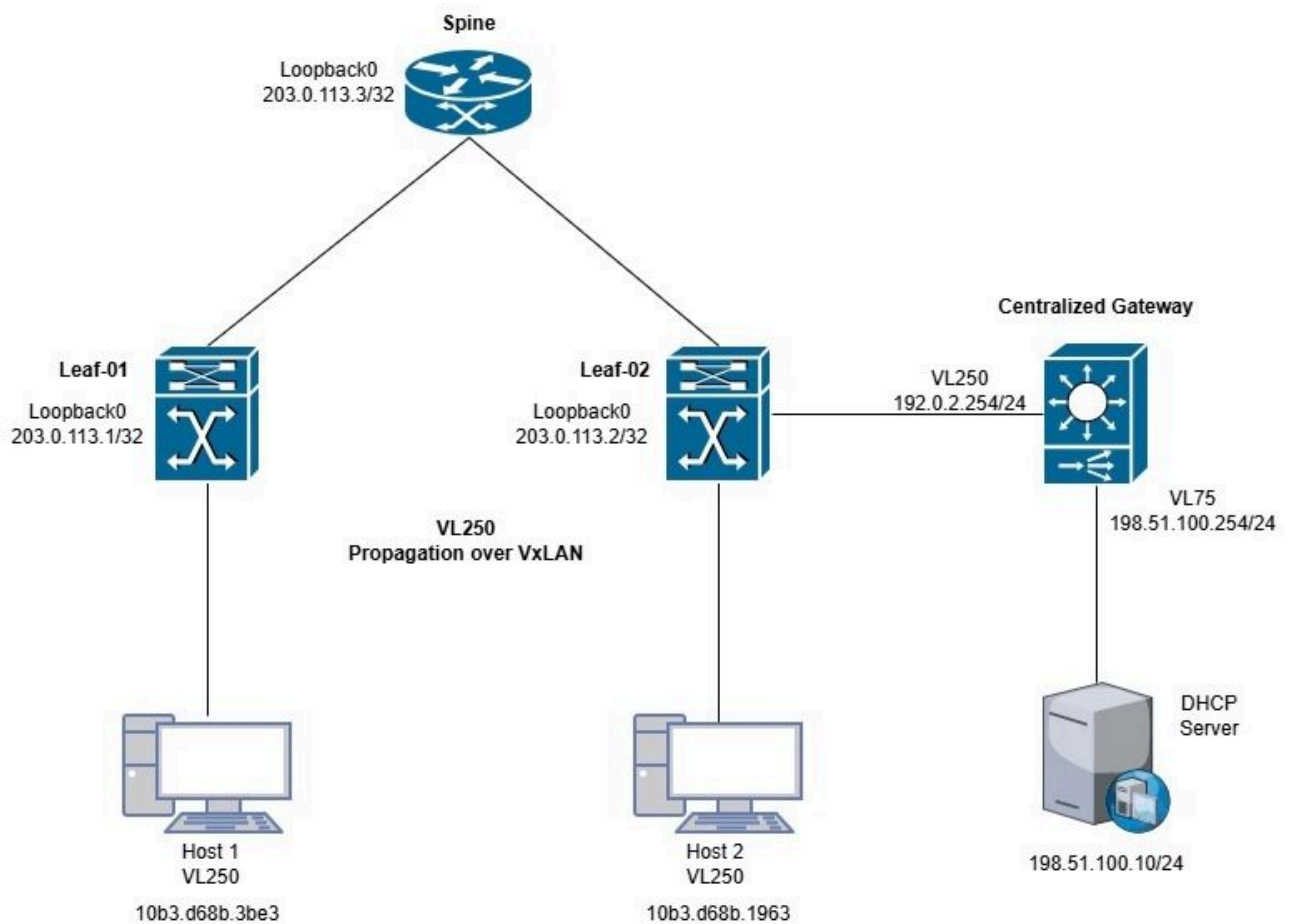 Spine
Loopback0
203.0.113.3/32
Centralized Gateway
Leaf-01
Loopback0
203.0.113.1/32
Leaf-02
Loopback0
203.0.113.2/32
VL250
192.0.2.254/24
VL75
198.51.100.254/24
VL250
Propagation over VxLAN
DHCP
Server
198.51.100.10/24
Host 1
VL250
10b3.d68b.3be3
Host 2
VL250
10b3.d68b.1963